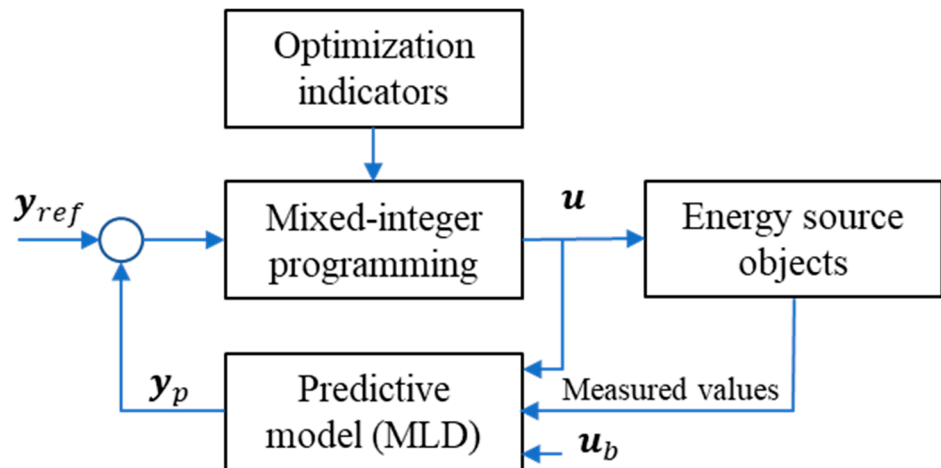 Optimization
indicators
y_ref
Mixed-integer
programming
u
Energy source
objects
y_p
Predictive
model (MLD)
Measured values
u_b